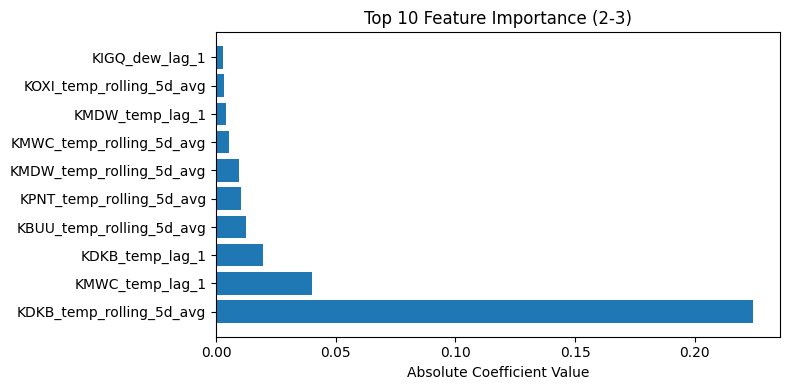 Top 10 Feature Importance (2-3)
KIGQ_dew_lag_1
KOXI_temp_rolling_5d_avg
KMDW_temp_lag_1
KMWC_temp_rolling_5d_avg
KMDW_temp_rolling_5d_avg
KPNT_temp_rolling_5d_avg
KBUU_temp_rolling_5d_avg
KDKB_temp_lag_1
KMWC_temp_lag_1
KDKB_temp_rolling_5d_avg
0.00 0.05 0.10 0.15 0.20
Absolute Coefficient Value